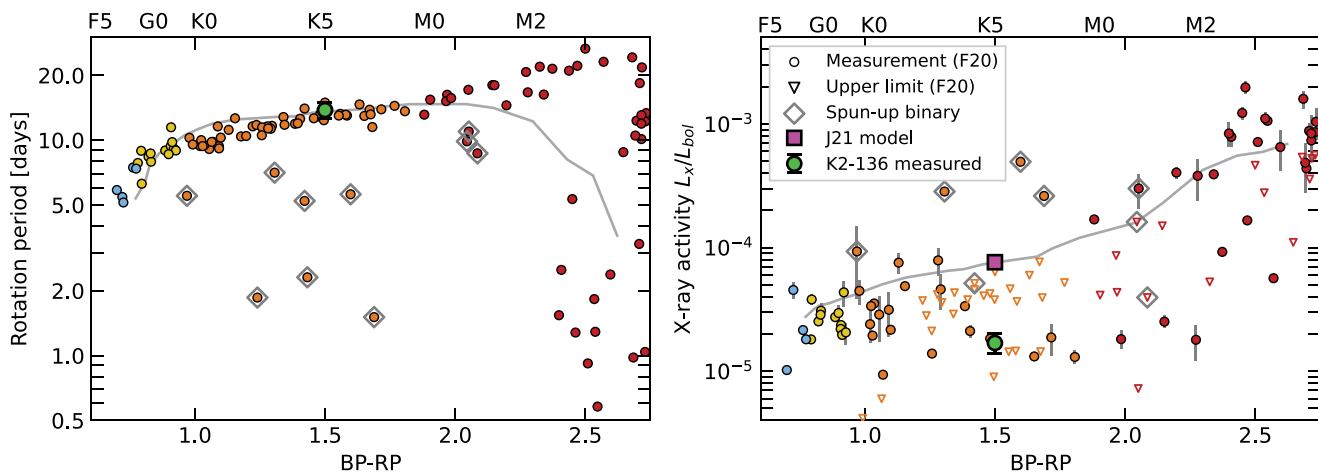 F5 G0 K0 K5 M0 M2
20.0
10.0
5.0
2.0
1.0
0.5
Rotation period [days]
1.0 1.5 2.0 2.5
BP-RP
F5 G0 K0 K5 M0 M2
Measurement (F20)
Upper limit (F20)
Spun-up binary
J21 model
K2-136 measured
10⁻³
10⁻⁴
10⁻⁵
X-ray activity Lₓ/L_bol
1.0 1.5 2.0 2.5
BP-RP